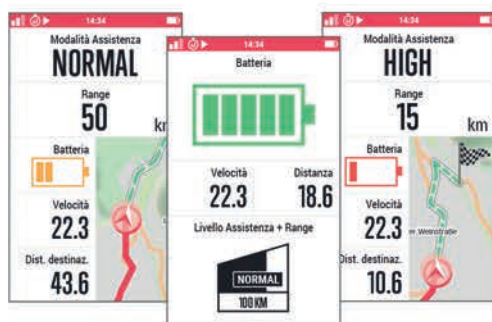 14:34
Modalità Assistenza
NORMAL
Range
50
km
Batteria
Velocità
22.3
Dist. destinaz.
43.6
14:34
Batteria
Velocità
22.3
Distanza
18.6
Livello Assistenza + Range
NORMAL
100 KM
14:34
Modalità Assistenza
HIGH
Range
15
km
Batteria
Velocità
22.3
Dist. destinaz.
10.6